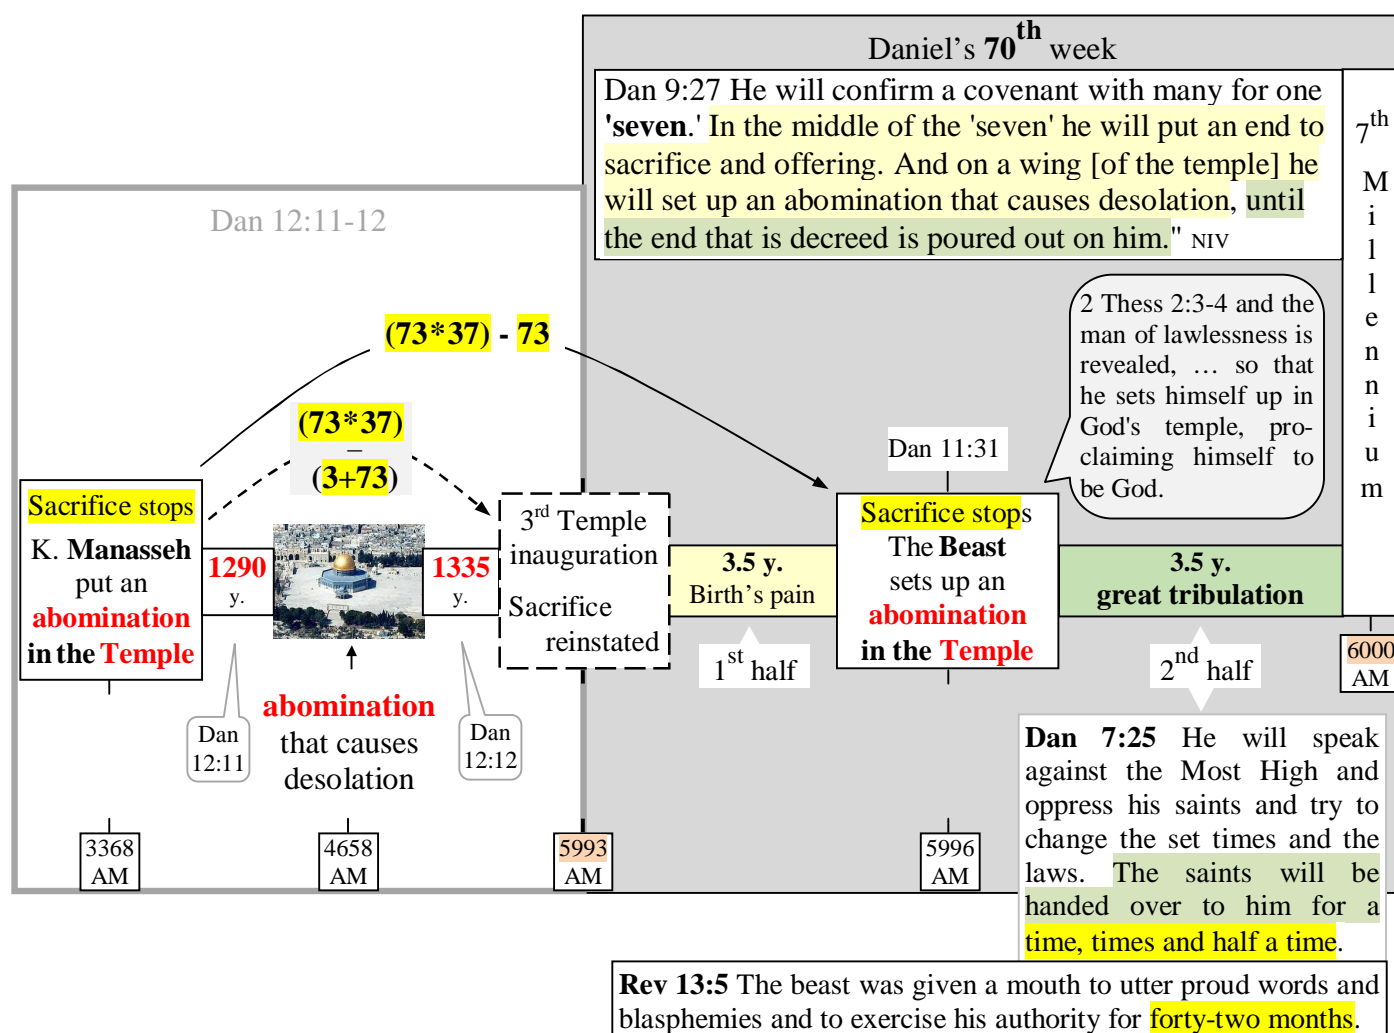 Daniel's 70th week
Dan 9:27 He will confirm a covenant with many for one
'seven.' In the middle of the 'seven' he will put an end to
sacrifice and offering. And on a wing [of the temple] he
will set up an abomination that causes desolation, until
the end that is decreed is poured out on him." NIV
7th
M
i
l
l
e
n
n
i
u
m
Dan 12:11-12
(73*37) - 73
(73*37)
–
(3+73)
2 Thess 2:3-4 and the
man of lawlessness is
revealed, … so that
he sets himself up in
God's temple, pro-
claiming himself to
be God.
Dan 11:31
Sacrifice stops
K. Manasseh
put an
abomination
in the Temple
1290
y.
1335
y.
3rd Temple
inauguration
Sacrifice
reinstated
3.5 y.
Birth's pain
Sacrifice stops
The Beast
sets up an
abomination
in the Temple
3.5 y.
great tribulation
1st half
2nd half
6000
AM
Dan
12:11
abomination
that causes
desolation
Dan
12:12
3368
AM
4658
AM
5993
AM
5996
AM
Dan 7:25 He will speak
against the Most High and
oppress his saints and try to
change the set times and the
laws. The saints will be
handed over to him for a
time, times and half a time.
Rev 13:5 The beast was given a mouth to utter proud words and
blasphemies and to exercise his authority for forty-two months.